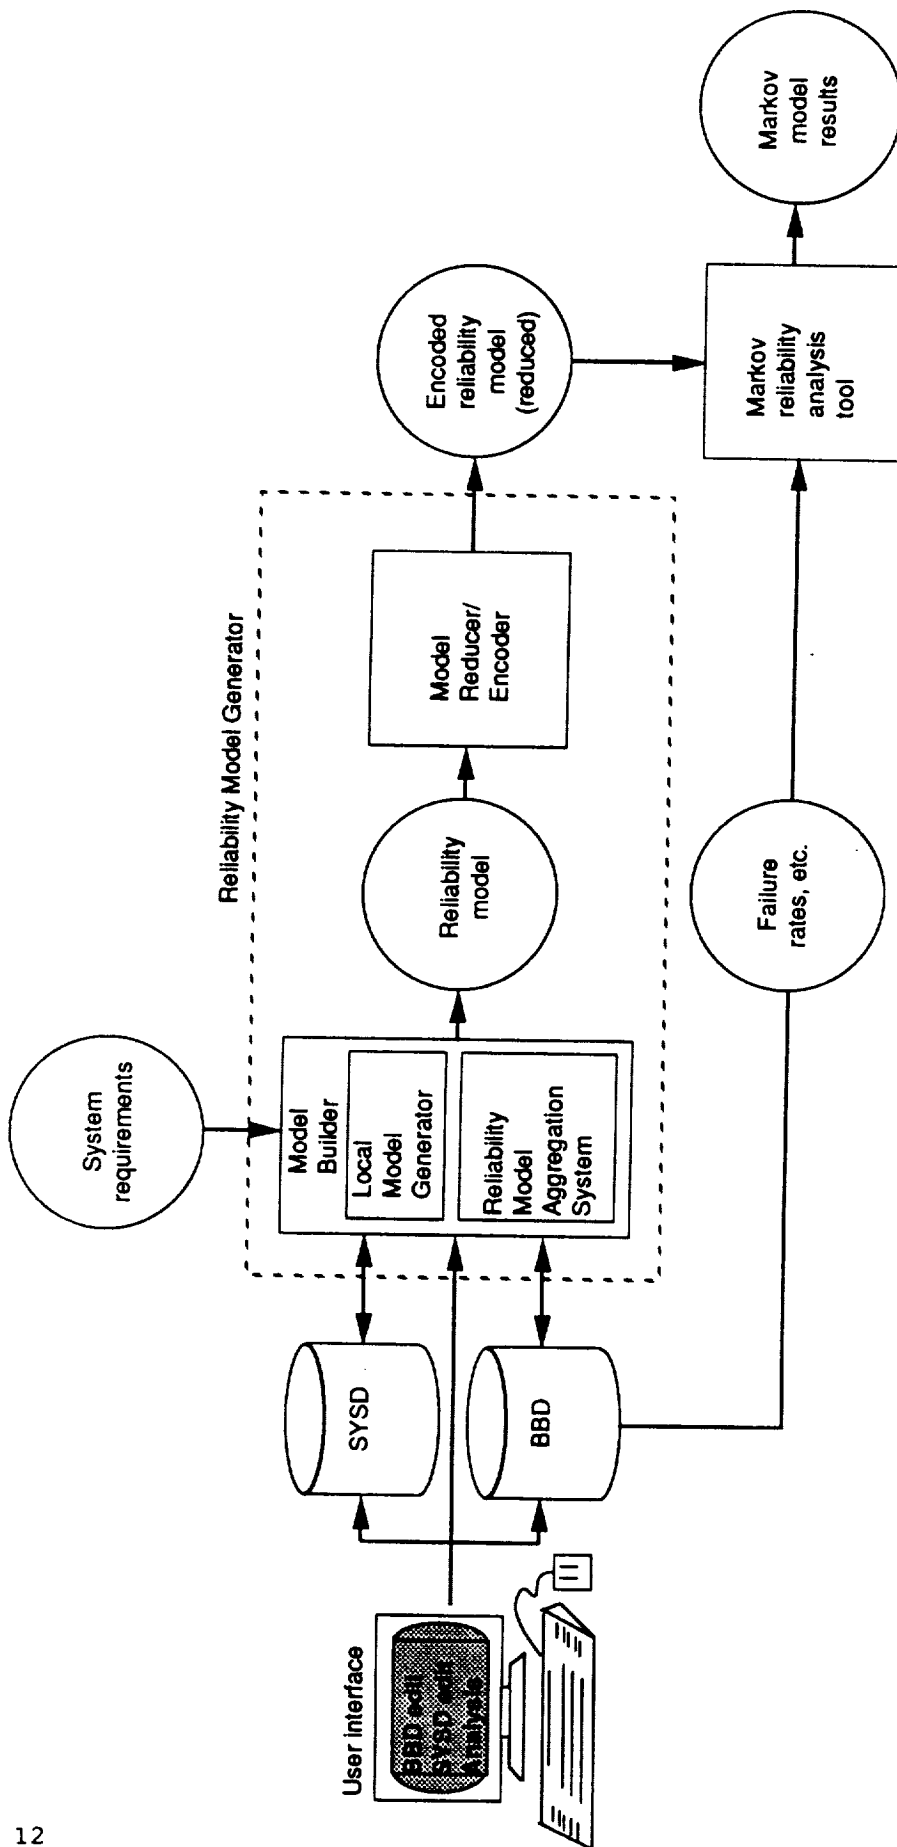 12
User interface
BBD edit
SYSD edit
Analysis
SYSD
BBD
System
requirements
Reliability Model Generator
Model
Builder
Local
Model
Generator
Reliability
Model
Aggregation
System
Reliability
model
Model
Reducer/
Encoder
Encoded
reliability
model
(reduced)
Failure
rates, etc.
Markov
reliability
analysis
tool
Markov
model
results